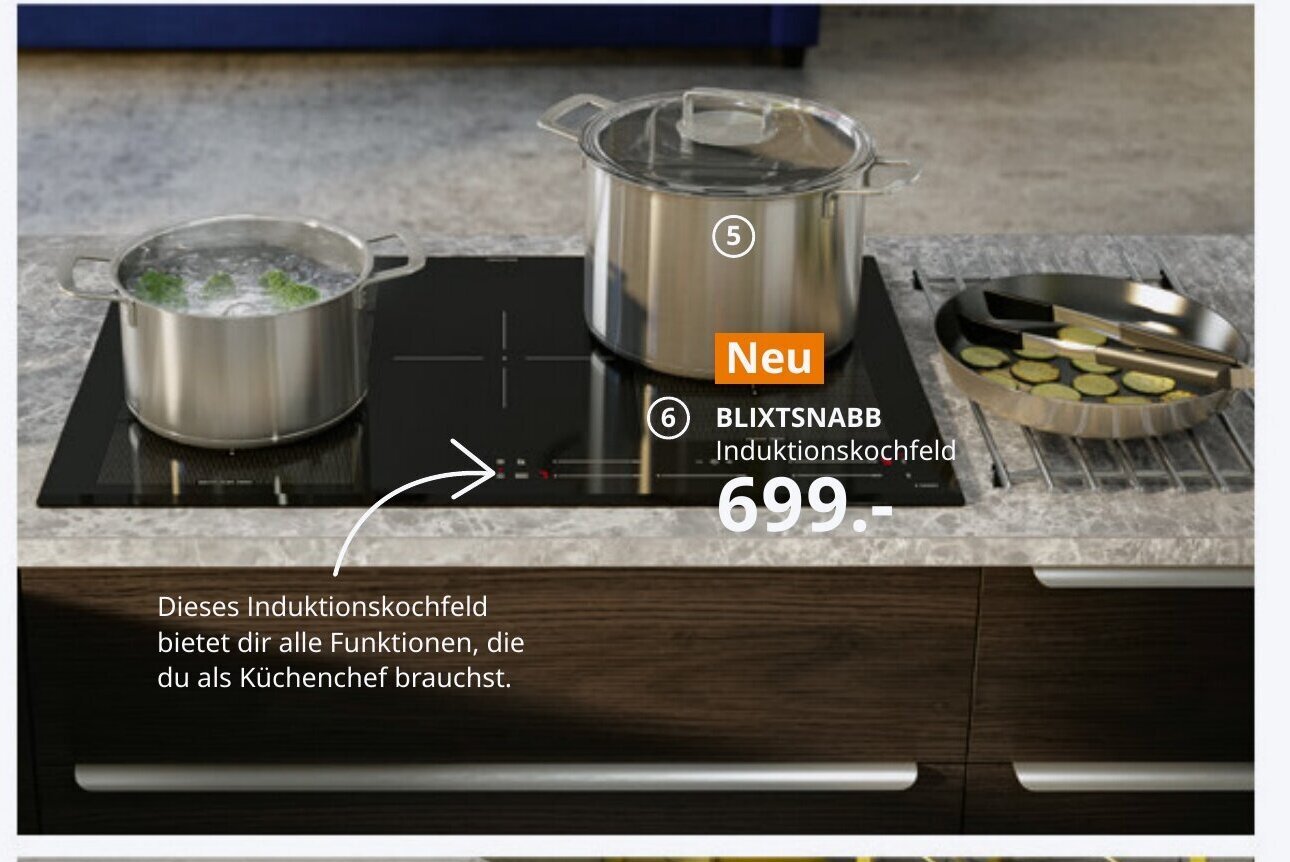 5
Neu
6 BLIXTSNABB
Induktionskochfeld
699.-
Dieses Induktionskochfeld
bietet dir alle Funktionen, die
du als Küchenchef brauchst.